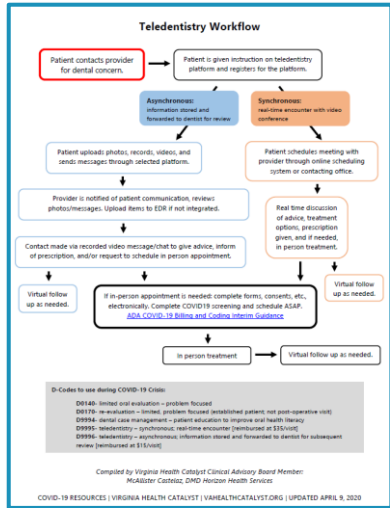 Teledentistry Workflow
Patient contacts provider
for dental concern.
Patient is given instruction on teledentistry
platform and registers for the platform.
Asynchronous:
information stored and
forwarded to dentist for review
Synchronous:
real-time encounter with video
conference
Patient uploads photos, records, videos, and
sends messages through selected platform.
Patient schedules meeting with
provider through online scheduling
system or contacting office.
Provider is notified of patient communication, reviews
photos/messages. Upload items to EDR if not integrated.
Real time discussion
of advice, treatment
options, prescription
given, and if needed,
in person treatment.
Contact made via recorded video message/chat to give advice, inform
of prescription, and/or request to schedule in person appointment.
Virtual follow
up as needed.
If in-person appointment is needed: complete forms, consents, etc.,
electronically. Complete COVID19 screening and schedule ASAP.
ADA COVID-19 Billing and Coding Interim Guidance
Virtual follow
up as needed.
In person treatment
Virtual follow up as needed.
D-Codes to use during COVID-19 Crisis:
D0140- limited oral evaluation – problem focused
D0170- re-evaluation – limited, problem focused (established patient; not post-operative visit)
D9994- dental care management – patient education to improve oral health literacy
D9995- teledentistry – synchronous; real-time encounter [reimbursed at $35/visit]
D9996- teledentistry – asynchronous; information stored and forwarded to dentist for subsequent
review [reimbursed at $15/visit]
Compiled by Virginia Health Catalyst Clinical Advisory Board Member:
McAllister Castelaz, DMD Horizon Health Services
COVID-19 RESOURCES | VIRGINIA HEALTH CATALYST | VAHEALTHCATALYST.ORG | UPDATED APRIL 9, 2020